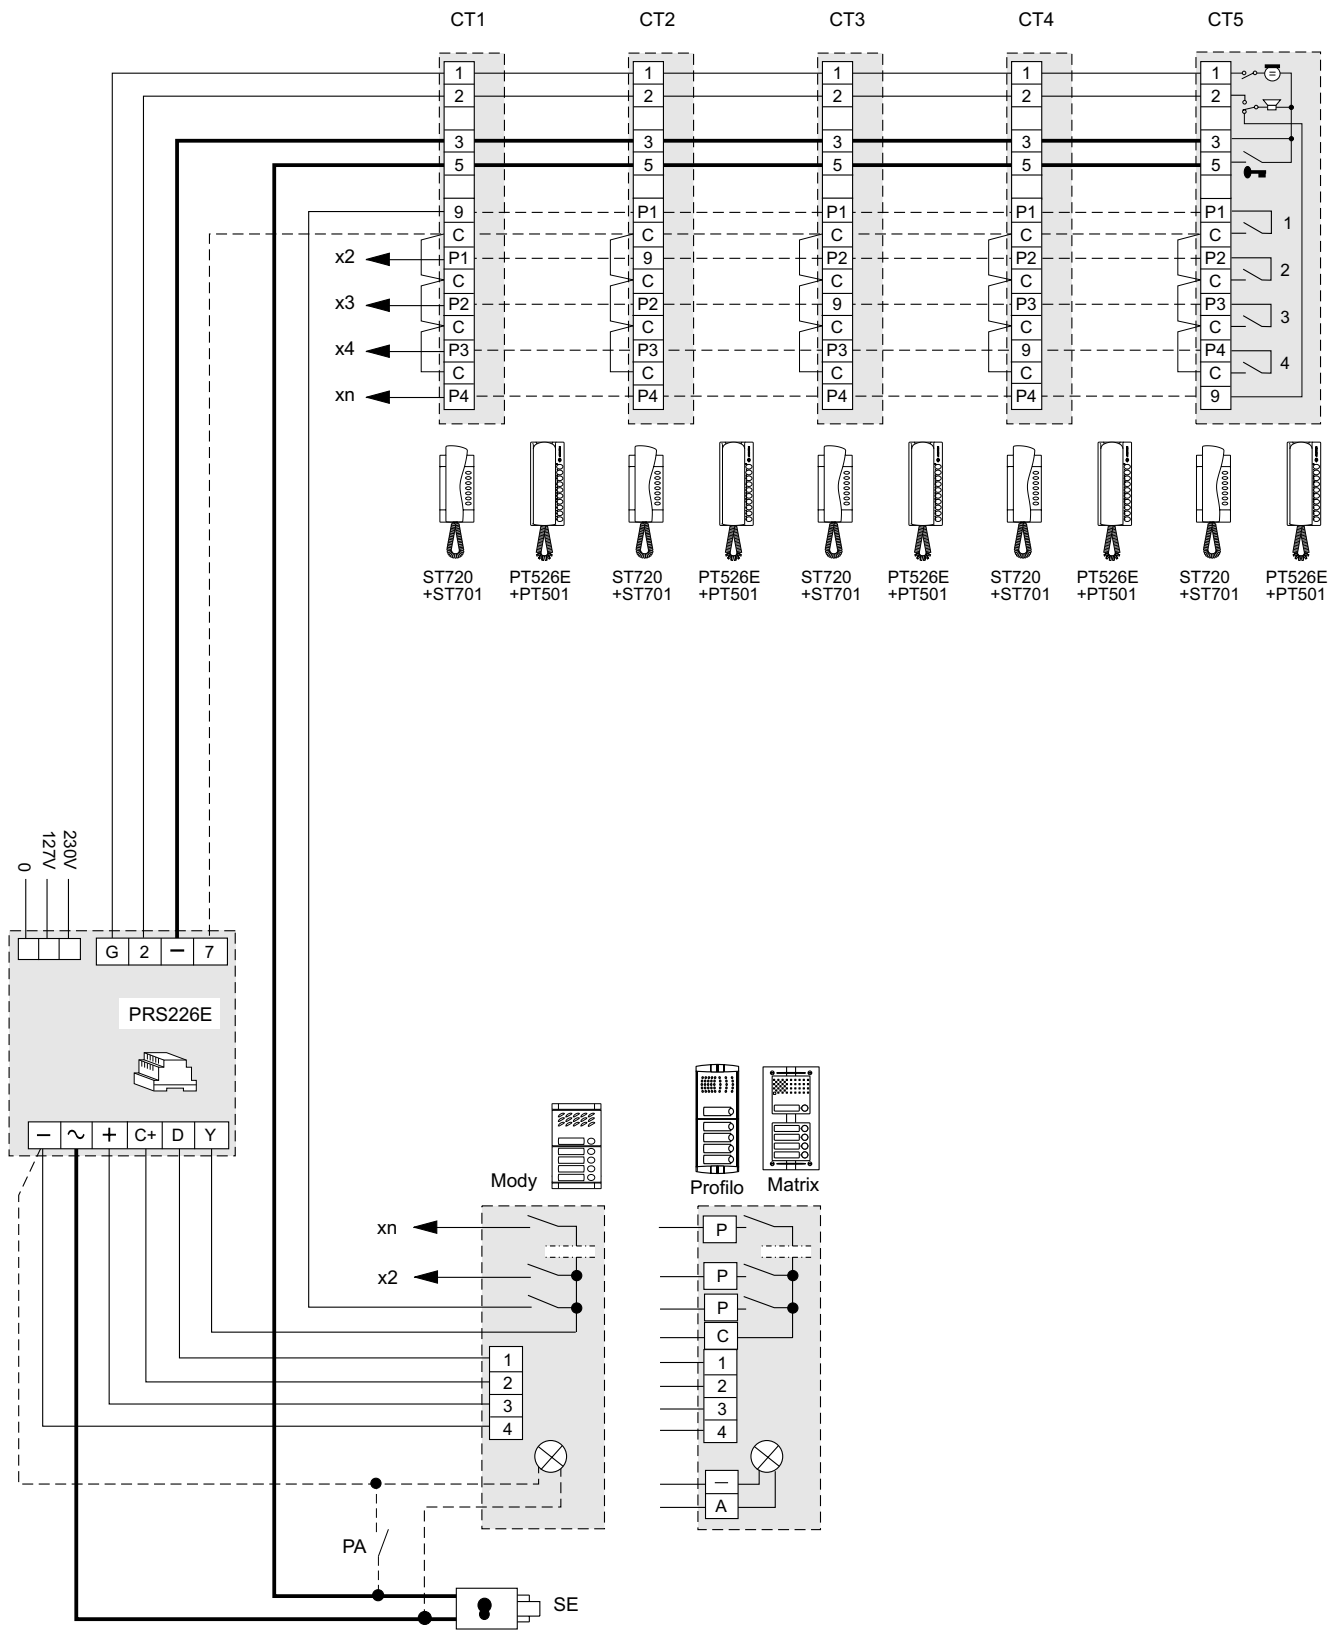 CT1 CT2 CT3 CT4 CT5
1 1 1 1 1
2 2 2 2 2
3 3 3 3 3
5 5 5 5 5
9 P1 P1 P1 P1 1
C C C C C
x2 P1 9 P2 P2 P2 2
C C C C C
x3 P2 P2 9 P3 P3 3
C C C C C
x4 P3 P3 P3 9 P4 4
C C C C C
xn P4 P4 P4 P4 9
ST720 PT526E ST720 PT526E ST720 PT526E ST720 PT526E ST720 PT526E
+ST701 +PT501 +ST701 +PT501 +ST701 +PT501 +ST701 +PT501 +ST701 +PT501
0 127V 230V
G 2 – 7
PRS226E
– ~ + C+ D Y
Mody Profilo Matrix
xn P
x2 P
P
C
1 1
2 2
3 3
4 4
—
A
PA
SE